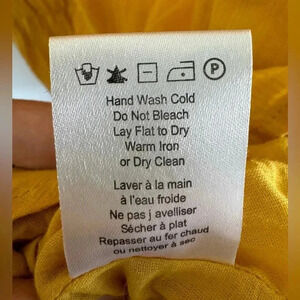 P
Hand Wash Cold
Do Not Bleach
Lay Flat to Dry
Warm Iron
or Dry Clean
Laver à la main
à l'eau froide
Ne pas j avelliser
Sécher à plat
Repasser au fer chaud
ou nettoyer à sec